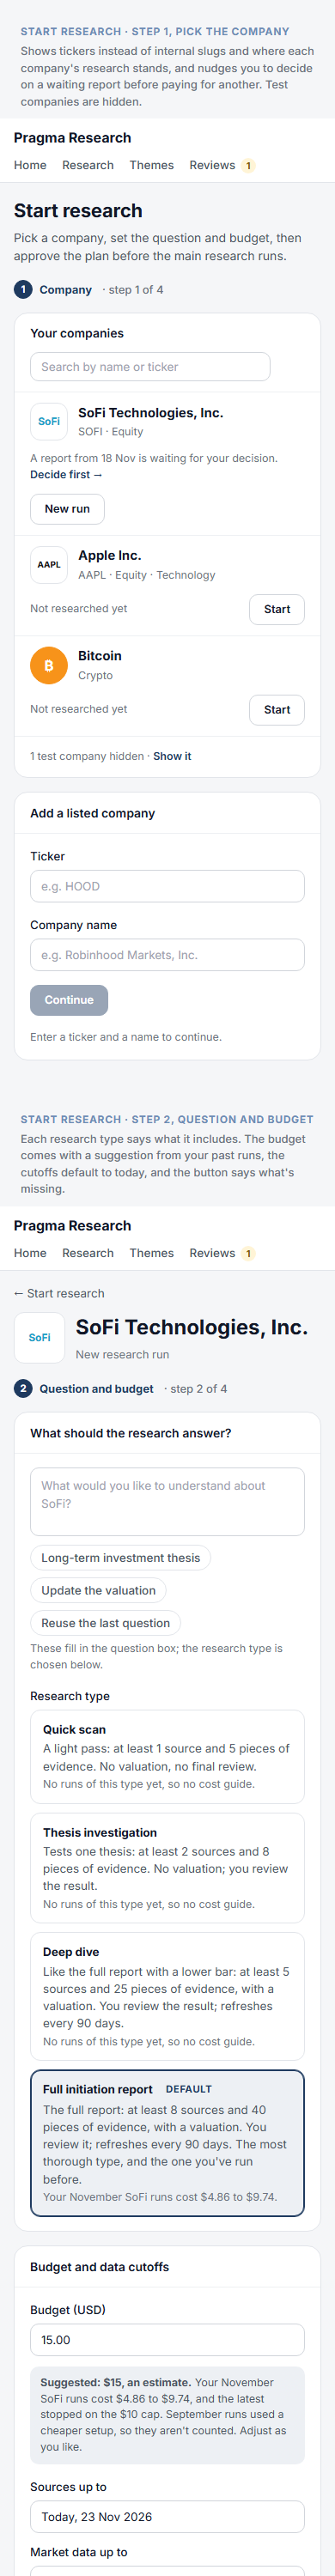 START RESEARCH · STEP 1, PICK THE COMPANY
Shows tickers instead of internal slugs and where each
company's research stands, and nudges you to decide
on a waiting report before paying for another. Test
companies are hidden.
Pragma Research
Home Research Themes Reviews 1
Start research
Pick a company, set the question and budget, then
approve the plan before the main research runs.
1 Company · step 1 of 4
Your companies
Search by name or ticker
SoFi
SoFi Technologies, Inc.
SOFI · Equity
A report from 18 Nov is waiting for your decision.
Decide first →
New run
AAPL
Apple Inc.
AAPL · Equity · Technology
Not researched yet
Start
₿
Bitcoin
Crypto
Not researched yet
Start
1 test company hidden · Show it
Add a listed company
Ticker
e.g. HOOD
Company name
e.g. Robinhood Markets, Inc.
Continue
Enter a ticker and a name to continue.
START RESEARCH · STEP 2, QUESTION AND BUDGET
Each research type says what it includes. The budget
comes with a suggestion from your past runs, the
cutoffs default to today, and the button says what's
missing.
Pragma Research
Home Research Themes Reviews 1
← Start research
SoFi
SoFi Technologies, Inc.
New research run
2 Question and budget · step 2 of 4
What should the research answer?
What would you like to understand about
SoFi?
Long-term investment thesis
Update the valuation
Reuse the last question
These fill in the question box; the research type is
chosen below.
Research type
Quick scan
A light pass: at least 1 source and 5 pieces of
evidence. No valuation, no final review.
No runs of this type yet, so no cost guide.
Thesis investigation
Tests one thesis: at least 2 sources and 8
pieces of evidence. No valuation; you review
the result.
No runs of this type yet, so no cost guide.
Deep dive
Like the full report with a lower bar: at least 5
sources and 25 pieces of evidence, with a
valuation. You review the result; refreshes
every 90 days.
No runs of this type yet, so no cost guide.
Full initiation report DEFAULT
The full report: at least 8 sources and 40
pieces of evidence, with a valuation. You
review it; refreshes every 90 days. The most
thorough type, and the one you've run
before.
Your November SoFi runs cost $4.86 to $9.74.
Budget and data cutoffs
Budget (USD)
15.00
Suggested: $15, an estimate. Your November
SoFi runs cost $4.86 to $9.74, and the latest
stopped on the $10 cap. September runs used a
cheaper setup, so they aren't counted. Adjust as
you like.
Sources up to
Today, 23 Nov 2026
Market data up to